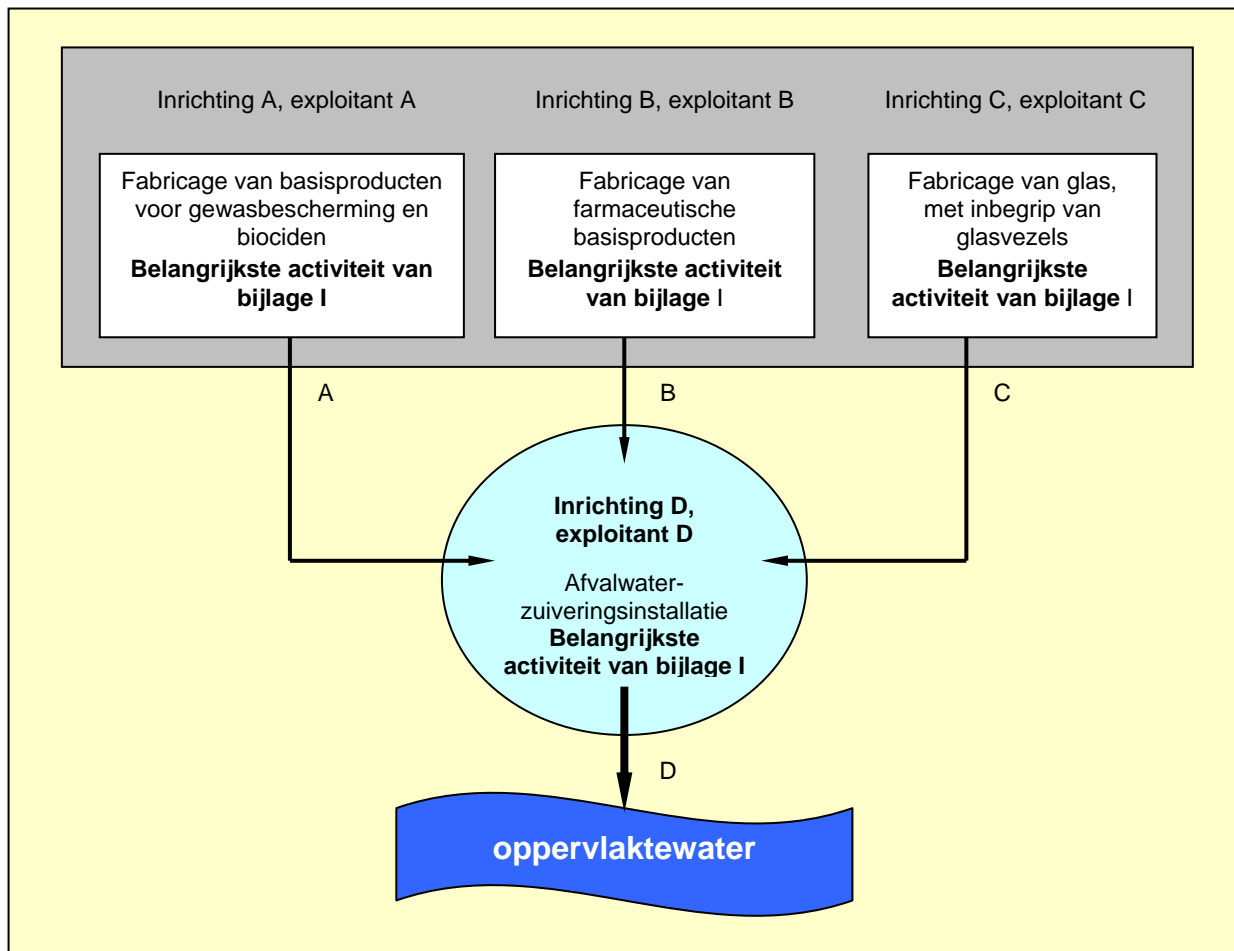 Inrichting A, exploitant A
Inrichting B, exploitant B
Inrichting C, exploitant C
Fabricage van basisproducten
voor gewasbescherming en
biociden
Belangrijkste activiteit van
bijlage I
Fabricage van
farmaceutische
basisproducten
Belangrijkste activiteit
van bijlage I
Fabricage van glas,
met inbegrip van
glasvezels
Belangrijkste
activiteit van bijlage I
A
B
C
Inrichting D,
exploitant D
Afvalwater-
zuiveringsinstallatie
Belangrijkste
activiteit van bijlage I
D
oppervlaktewater